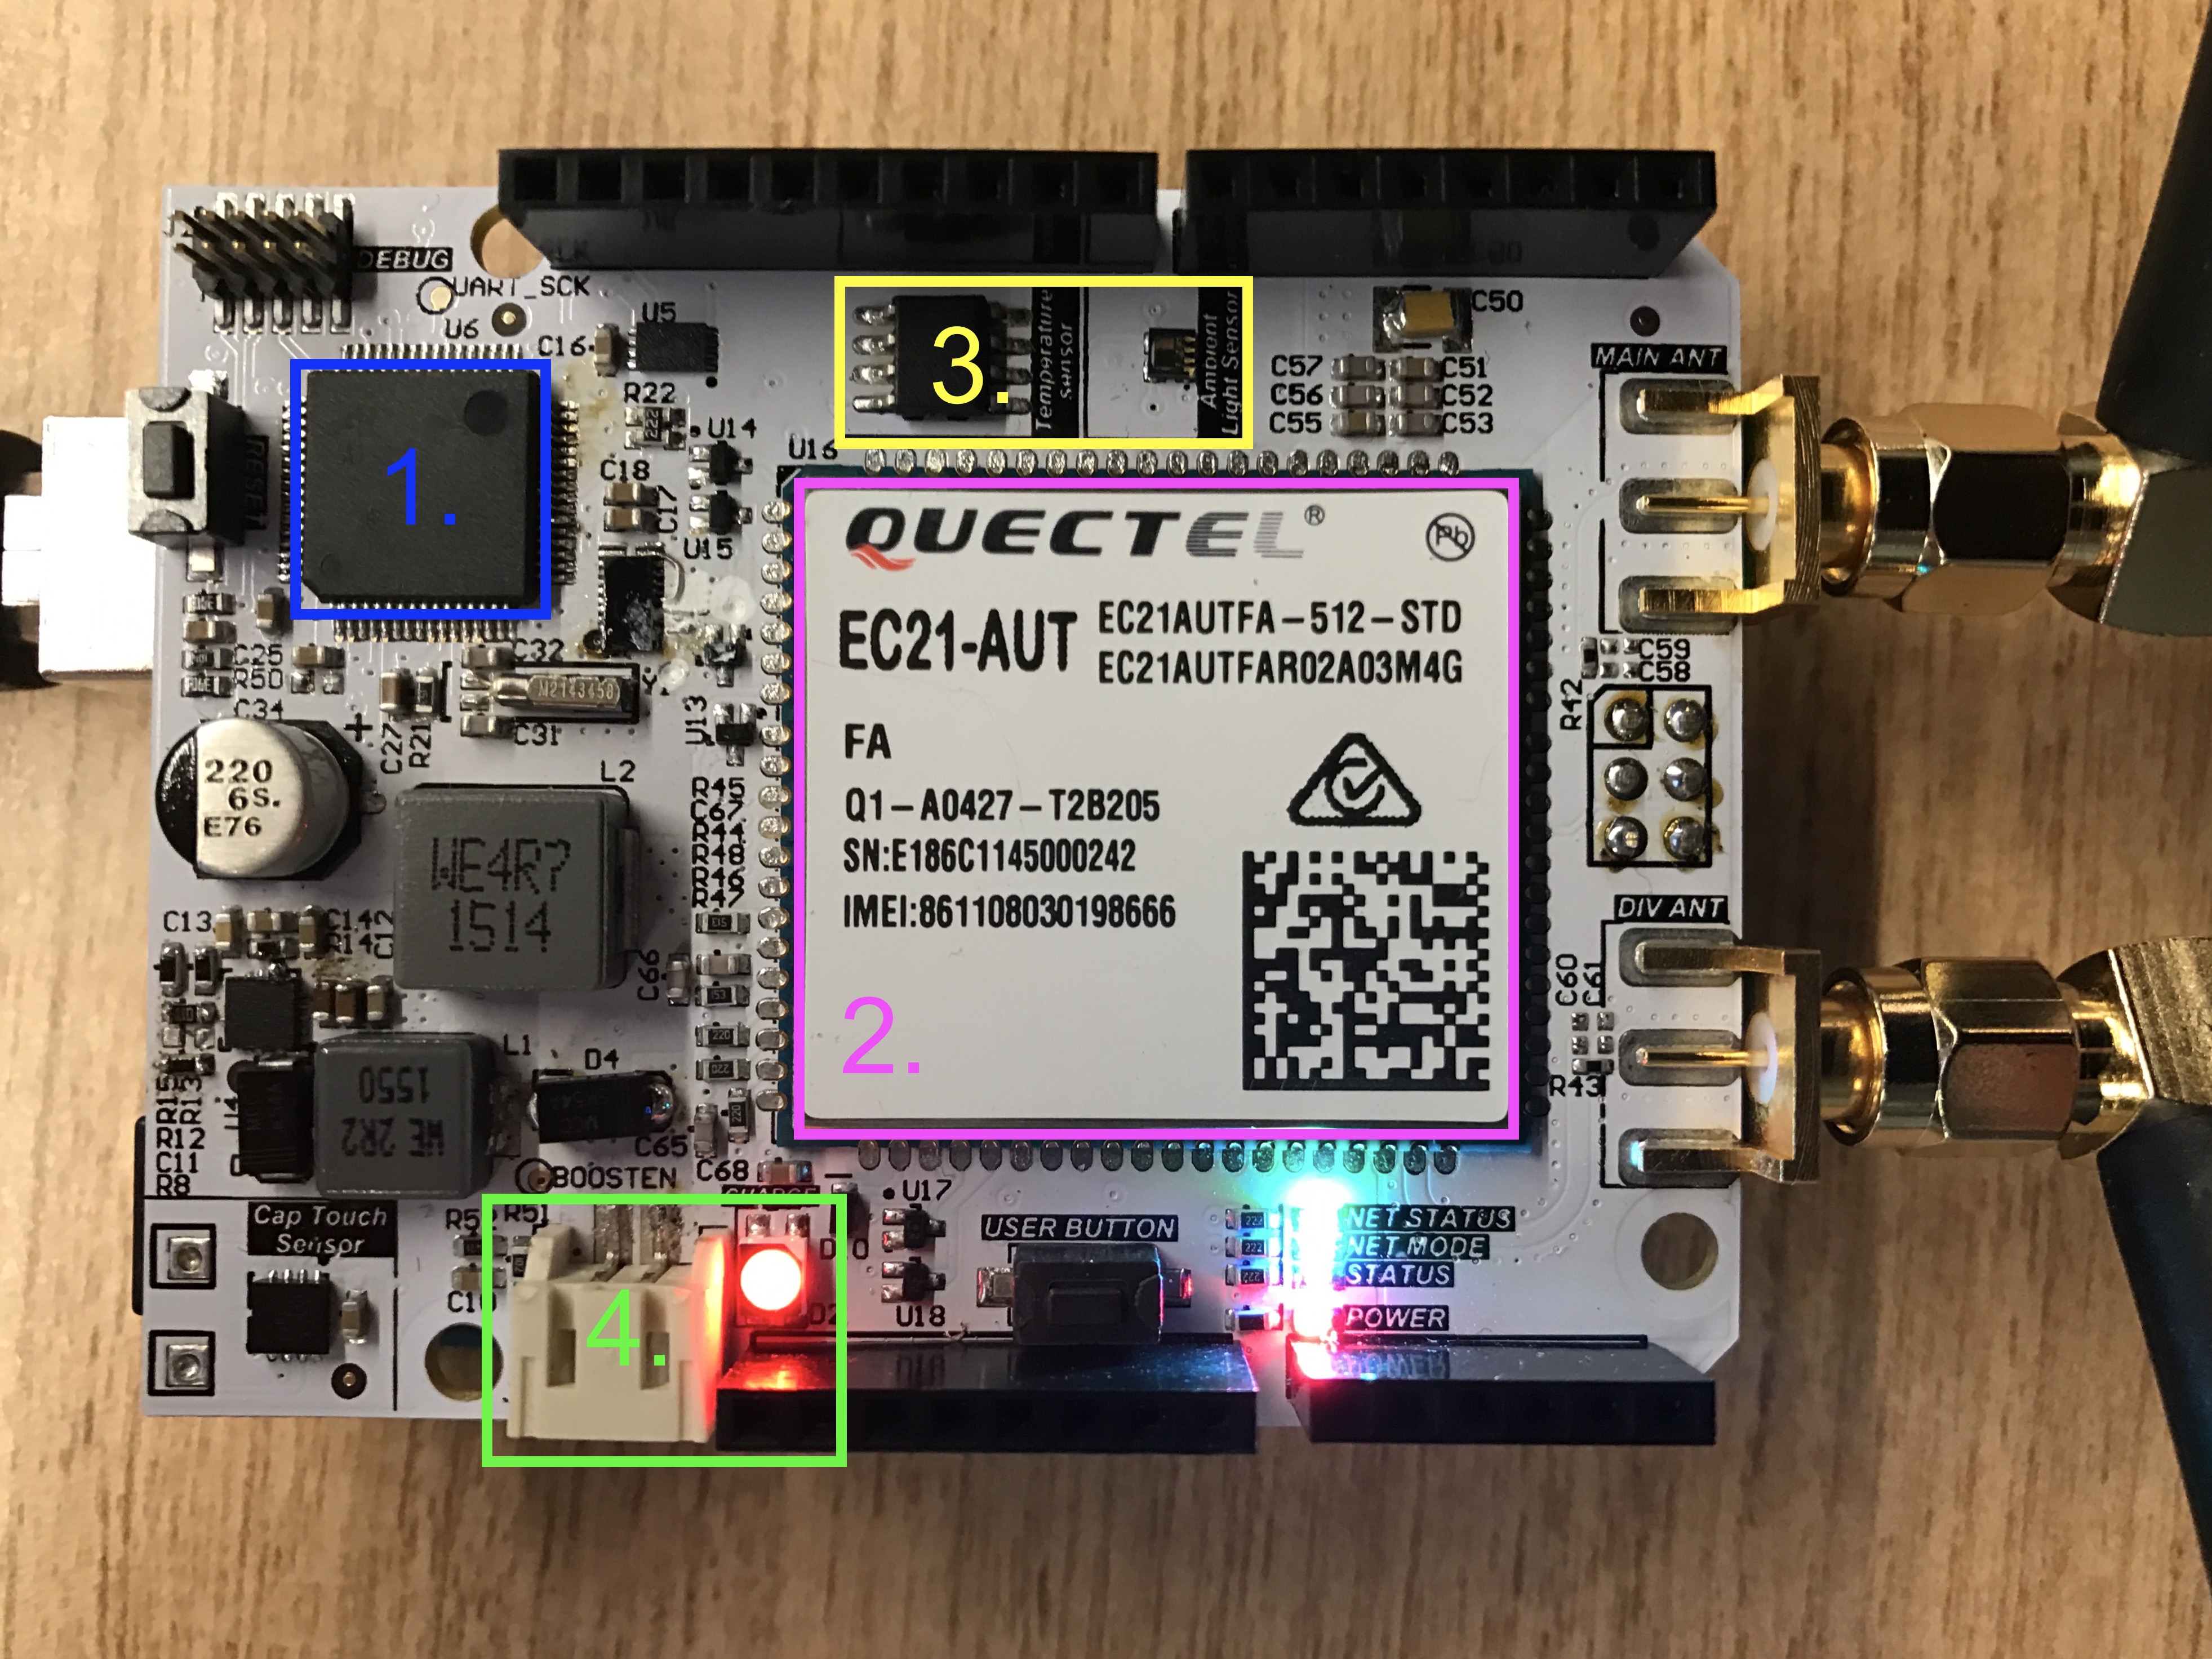 DEBUG
UART_SCK
U6
U5
C16
R22
U14
C18
C17
U15
RESET
1.
3.
Temperature
sensor
Ambient
Light Sensor
C50
C57
C51
C56
C52
C55
C53
MAIN ANT
U16
QUECTEL®
Pb
EC21-AUT
EC21AUTFA-512-STD
EC21AUTFAR02A03M4G
FA
Q1-A0427-T2B205
SN:E186C1145000242
IMEI:861108030198666
2.
C59
C58
R42
C32
M2143458
C31
U13
R50
C34
+
C27
R21
220
6S.
E76
L2
WE4R7
1514
R45
C67
R44
R48
R46
R47
C13
C142
R14
C12
C66
DIV ANT
C60
C61
R43
L1
1550
WE 2R2
D4
C65
C68
BOOSTEN
R15
R13
R12
C11
R8
U4
Cap Touch
Sensor
R51
CHARGE
4.
U17
U18
USER BUTTON
NET STATUS
NET MODE
STATUS
POWER